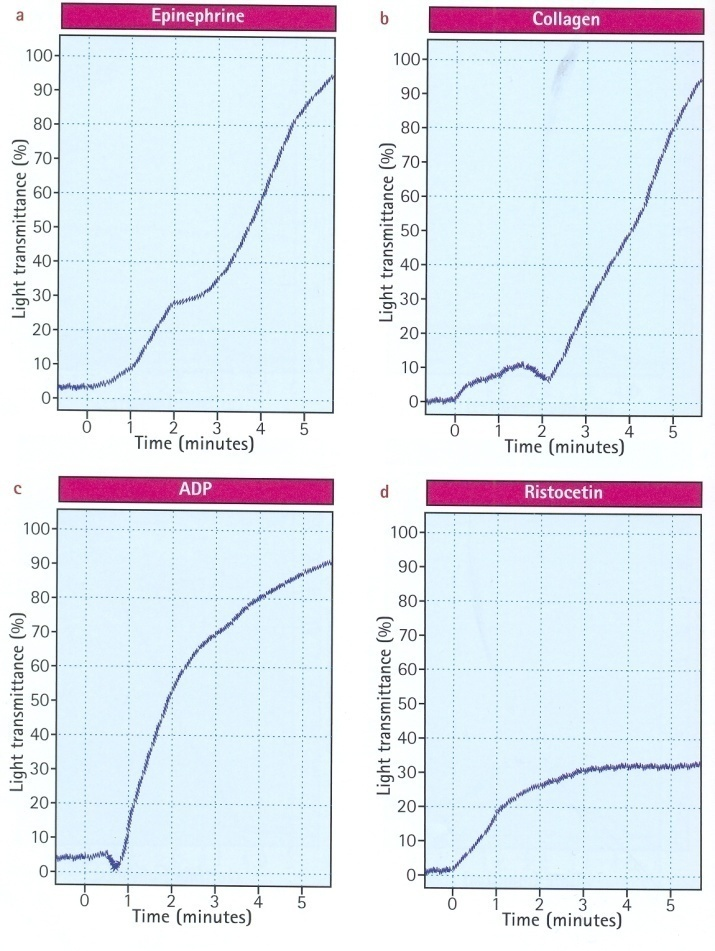 a
Epinephrine
Light transmittance (%)
100
90
80
70
60
50
40
30
20
10
0
0 1 2 3 4 5
Time (minutes)
b
Collagen
Light transmittance (%)
100
90
80
70
60
50
40
30
20
10
0
0 1 2 3 4 5
Time (minutes)
c
ADP
Light transmittance (%)
100
90
80
70
60
50
40
30
20
10
0
0 1 2 3 4 5
Time (minutes)
d
Ristocetin
Light transmittance (%)
100
90
80
70
60
50
40
30
20
10
0
0 1 2 3 4 5
Time (minutes)